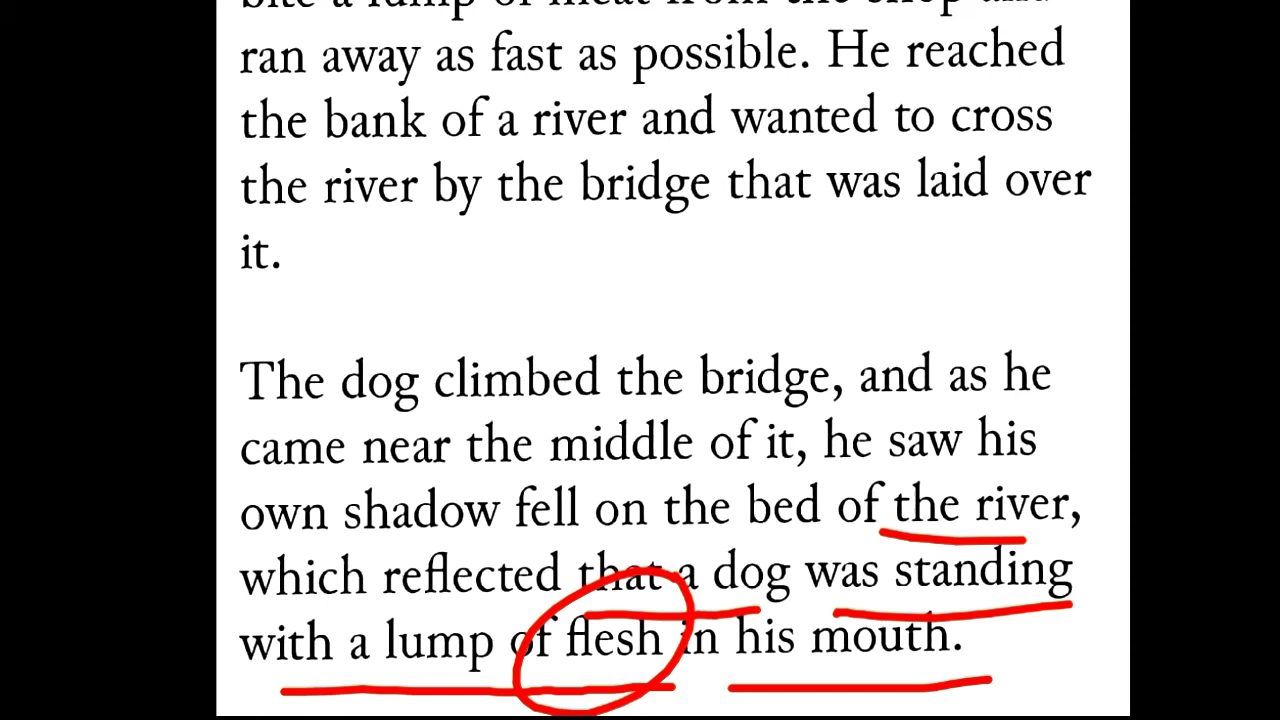 ran away as fast as possible. He reached
the bank of a river and wanted to cross
the river by the bridge that was laid over
it.
The dog climbed the bridge, and as he
came near the middle of it, he saw his
own shadow fell on the bed of the river,
which reflected that a dog was standing
with a lump of flesh in his mouth.